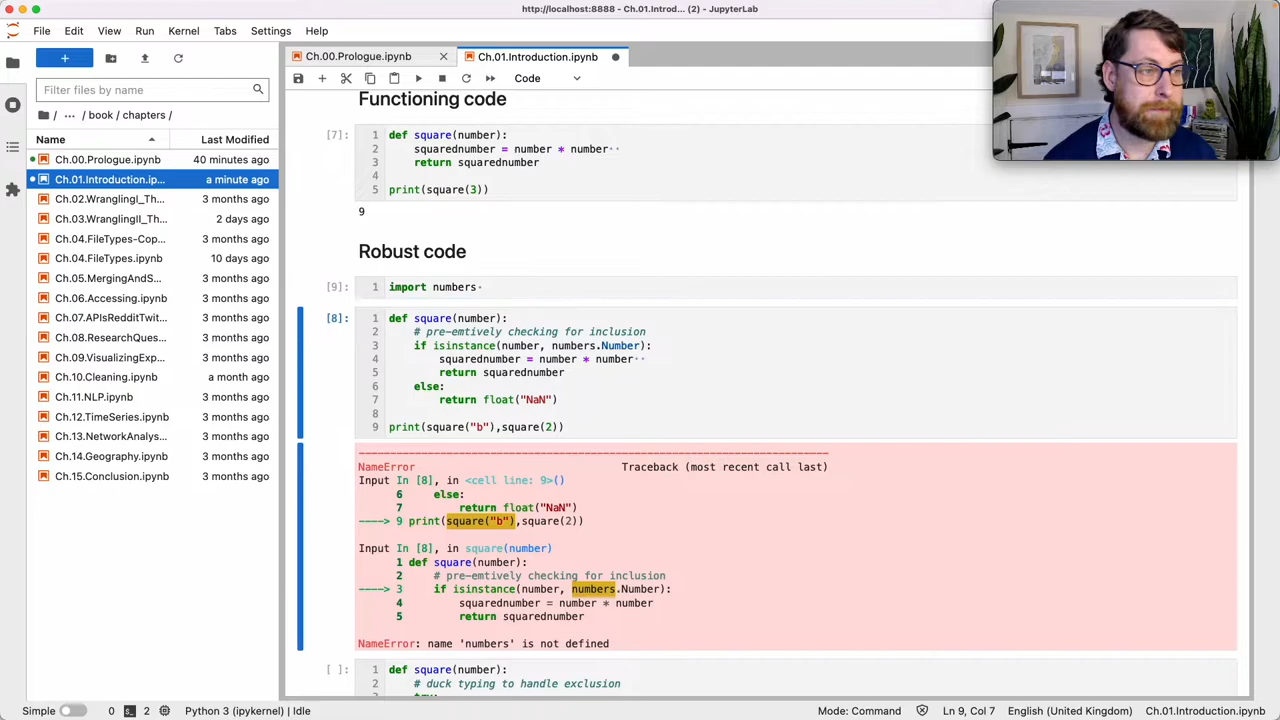 http://localhost:8888 - Ch.01.Introd... (2) - JupyterLab
File Edit View Run Kernel Tabs Settings Help
Ch.00.Prologue.ipynb
Ch.01.Introduction.ipynb
Code
Filter files by name
/ ... / book / chapters /
Name Last Modified
Ch.00.Prologue.ipynb 40 minutes ago
Ch.01.Introduction.ip... a minute ago
Ch.02.WranglingI_Th... 3 months ago
Ch.03.WranglingII_Th... 2 days ago
Ch.04.FileTypes-Cop... 3 months ago
Ch.04.FileTypes.ipynb 10 days ago
Ch.05.MergingAndS... 3 months ago
Ch.06.Accessing.ipynb 3 months ago
Ch.07.APIsRedditTwit... 3 months ago
Ch.08.ResearchQues... 3 months ago
Ch.09.VisualizingExp... 3 months ago
Ch.10.Cleaning.ipynb a month ago
Ch.11.NLP.ipynb 3 months ago
Ch.12.TimeSeries.ipynb 3 months ago
Ch.13.NetworkAnalys... 3 months ago
Ch.14.Geography.ipynb 3 months ago
Ch.15.Conclusion.ipynb 3 months ago
Functioning code
[7]: 1 def square(number):
2 squarednumber = number * number··
3 return squarednumber
4
5 print(square(3))
9
Robust code
[9]: 1 import numbers·
[8]: 1 def square(number):
2 # pre-emtively checking for inclusion
3 if isinstance(number, numbers.Number):
4 squarednumber = number * number··
5 return squarednumber
6 else:
7 return float("NaN")
8
9 print(square("b"),square(2))
---------------------------------------------------------------------------
NameError Traceback (most recent call last)
Input In [8], in <cell line: 9>()
6 else:
7 return float("NaN")
----> 9 print(square("b"),square(2))
Input In [8], in square(number)
1 def square(number):
2 # pre-emtively checking for inclusion
----> 3 if isinstance(number, numbers.Number):
4 squarednumber = number * number
5 return squarednumber
NameError: name 'numbers' is not defined
[ ]: 1 def square(number):
2 # duck typing to handle exclusion
Simple 0 2 Python 3 (ipykernel) | Idle Mode: Command Ln 9, Col 7 English (United Kingdom) Ch.01.Introduction.ipynb